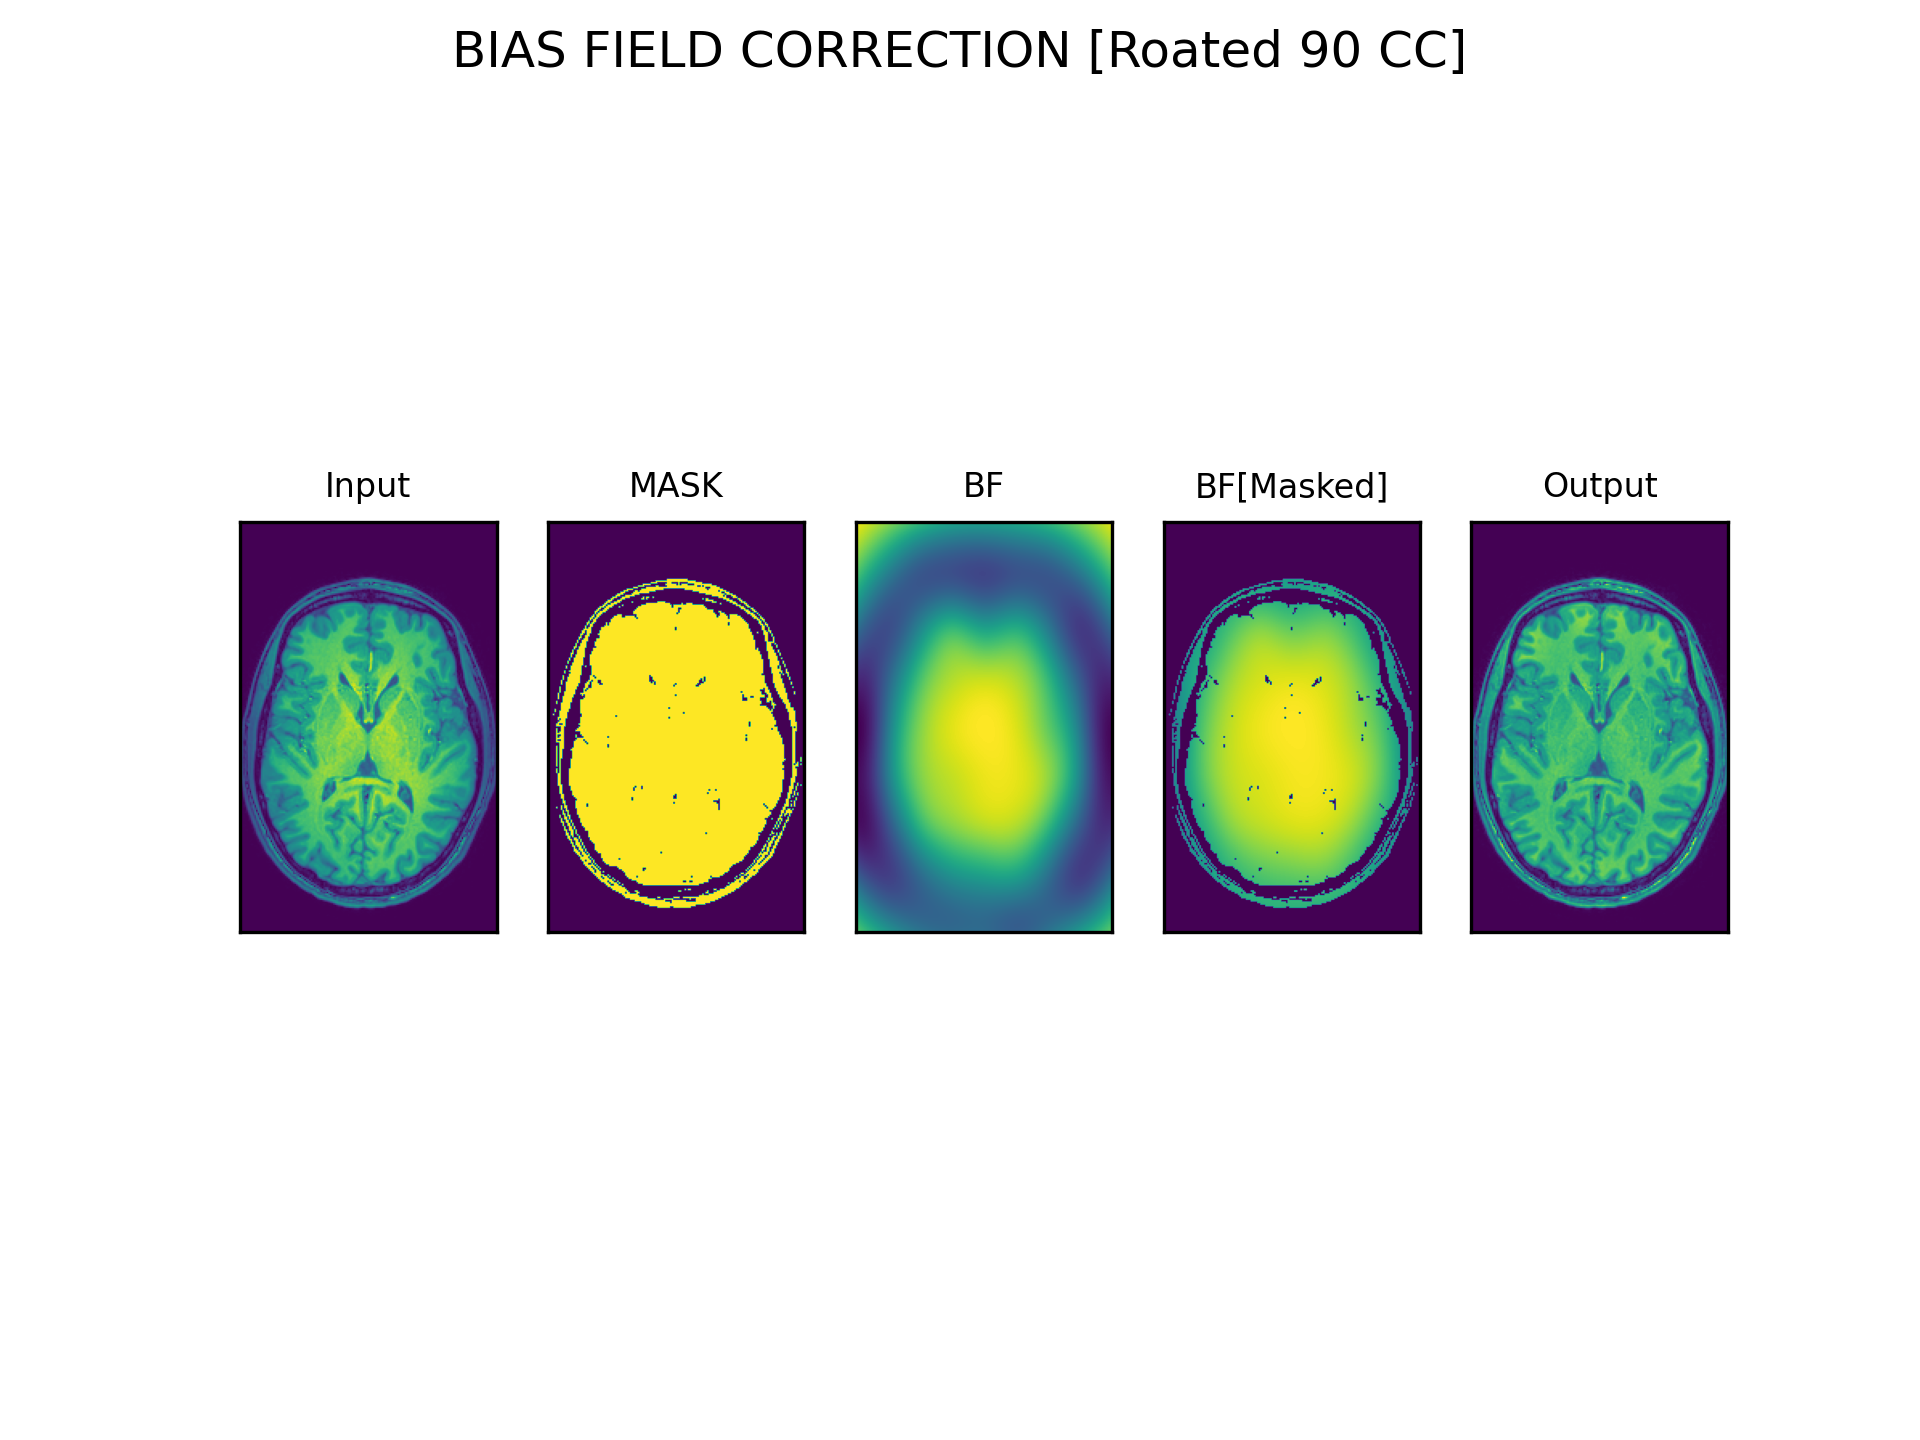 BIAS FIELD CORRECTION [Roated 90 CC]
Input
MASK
BF
BF[Masked]
Output